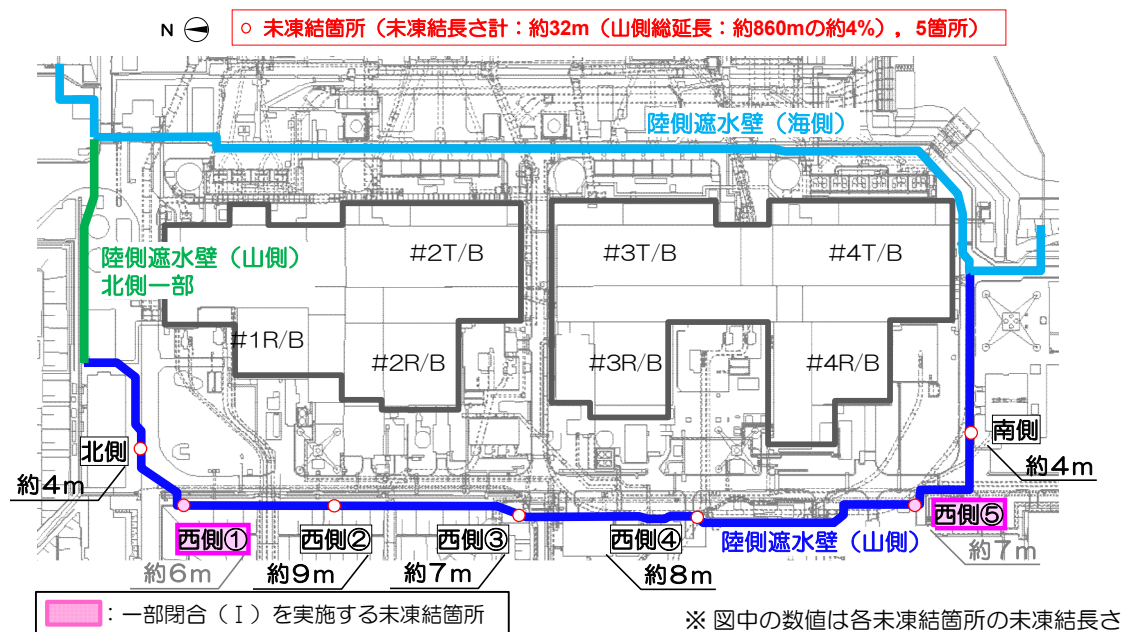 N
○ 未凍結箇所（未凍結長さ計：約32m（山側総延長：約860mの約4%），5箇所）
陸側遮水壁（海側）
陸側遮水壁（山側）
北側一部
#2T/B
#3T/B
#4T/B
#1R/B
#2R/B
#3R/B
#4R/B
北側
約4m
南側
約4m
西側①
約6m
西側②
約9m
西側③
約7m
西側④
約8m
陸側遮水壁（山側）
西側⑤
約7m
：一部閉合（Ⅰ）を実施する未凍結箇所
※ 図中の数値は各未凍結箇所の未凍結長さ